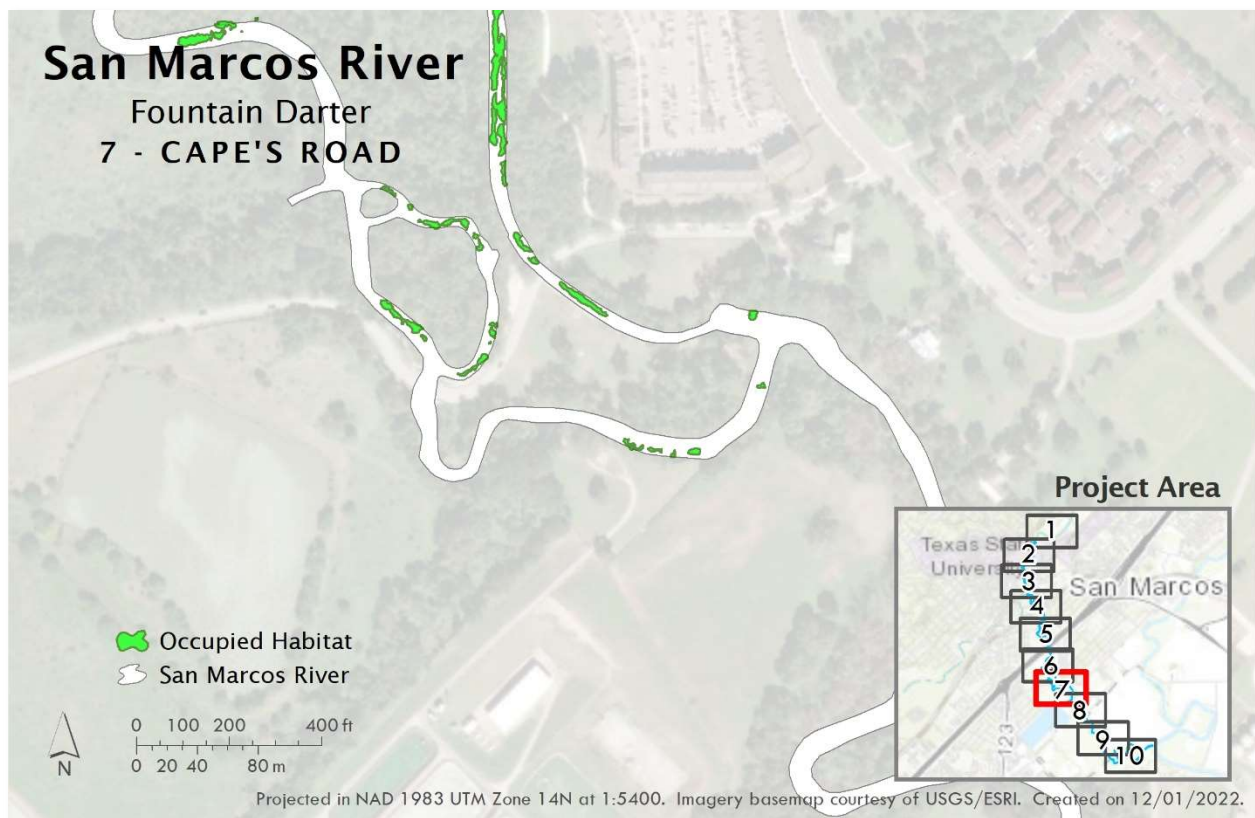 San Marcos River
Fountain Darter
7 - CAPE'S ROAD
Project Area
1
Texas State
University
2
3
San Marcos
4
5
6
7
8
123
9
10
Occupied Habitat
San Marcos River
0 100 200 400 ft
0 20 40 80 m
N
Projected in NAD 1983 UTM Zone 14N at 1:5400. Imagery basemap courtesy of USGS/ESRI. Created on 12/01/2022.